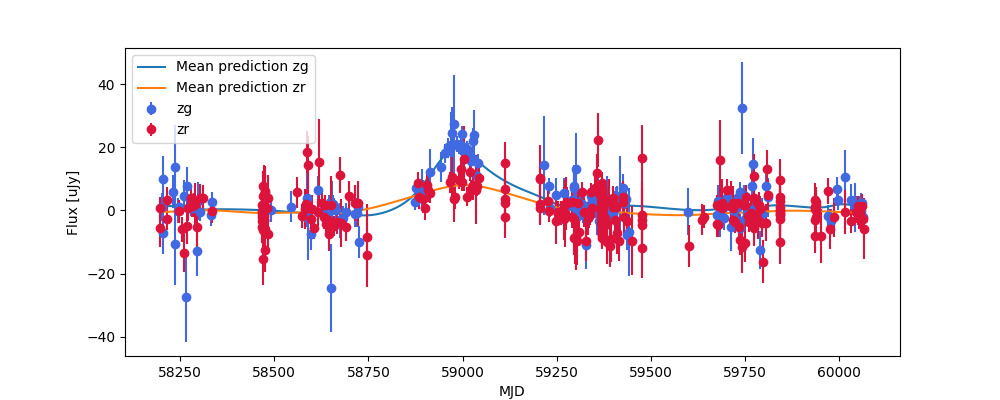 Mean prediction zg
Mean prediction zr
zg
zr
Flux [uJy]
40
20
0
−20
−40
58250
58500
58750
59000
59250
59500
59750
60000
MJD